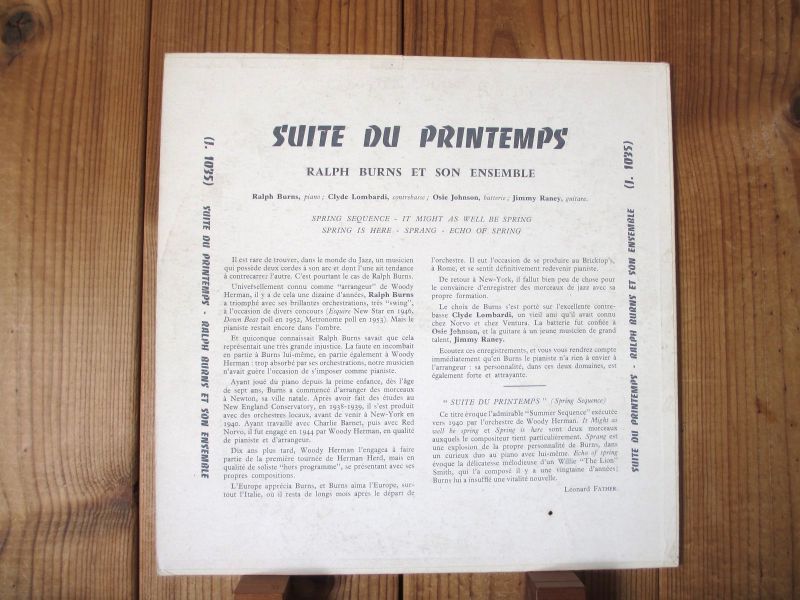 SUITE DU PRINTEMPS
RALPH BURNS ET SON ENSEMBLE
Ralph Burns, piano; Clyde Lombardi, contrebasse; Osie Johnson, batterie; Jimmy Raney, guitare.
SPRING SEQUENCE - IT MIGHT AS WELL BE SPRING
SPRING IS HERE - SPRANG - ECHO OF SPRING
Il est rare de trouver, dans le monde du Jazz, un musicien
qui possède deux cordes à son arc et dont l'une ait tendance
à contrecarrer l'autre. C'est pourtant le cas de Ralph Burns.
Universellement connu comme "arrangeur" de Woody
Herman, il y a de cela une dizaine d'années, Ralph Burns
a triomphé avec ses brillantes orchestrations, très "swing",
à l'occasion de divers concours (Esquire New Star en 1946,
Down Beat poll en 1952, Metronome poll en 1953). Mais le
pianiste restait encore dans l'ombre.
Et quiconque connaissait Ralph Burns savait que cela
représentait une très grande injustice. La faute en incombait
en partie à Burns lui-même, en partie également à Woody
Herman : trop absorbé par ses orchestrations, notre musicien
n'avait guère l'occasion de s'imposer comme pianiste.
Ayant joué du piano depuis la prime enfance, dès l'âge
de sept ans, Burns a commencé d'arranger des morceaux
à Newton, sa ville natale. Après avoir fait des études au
New England Conservatory, en 1938-1939, il s'est produit
avec des orchestres locaux, avant de venir à New-York en
1940. Ayant travaillé avec Charlie Barnet, puis avec Red
Norvo, il fut engagé en 1944 par Woody Herman, en qualité
de pianiste et d'arrangeur.
Dix ans plus tard, Woody Herman l'engagea à faire
partie de la première tournée de Herman Herd, mais en
qualité de soliste "hors programme", se présentant avec ses
propres compositions.
L'Europe apprécia Burns, et Burns aima l'Europe, sur-
tout l'Italie, où il resta de longs mois après le départ de
l'orchestre. Il eut l'occasion de se produire au Bricktop's,
à Rome, et se sentit définitivement redevenir pianiste.
De retour à New-York, il fallut bien peu de chose pour
le convaincre d'enregistrer des morceaux de jazz avec sa
propre formation.
Le choix de Burns s'est porté sur l'excellente contre-
basse Clyde Lombardi, un vieil ami qu'il avait connu
chez Norvo et chez Ventura. La batterie fut confiée à
Osie Johnson, et la guitare à un jeune musicien de grand
talent, Jimmy Raney.
Ecoutez ces enregistrements, et vous vous rendrez compte
immédiatement qu'en Burns le pianiste n'a rien à envier à
l'arrangeur : sa personnalité, dans ces deux domaines, est
également forte et attrayante.
" SUITE DU PRINTEMPS " (Spring Sequence)
Ce titre évoque l'admirable "Summer Sequence" exécutée
vers 1940 par l'orchestre de Woody Herman. It Might as
well be spring et Spring is here sont deux morceaux
auxquels le compositeur tient particulièrement. Sprang est
une explosion de la propre personnalité de Burns, dans
un curieux duo au piano avec lui-même. Echo of spring
évoque la délicatesse mélodieuse d'un Willie "The Lion"
Smith, qui l'a composé il y a une vingtaine d'années;
Burns lui a insufflé une vitalité nouvelle.
Léonard FATHER.
(J. 1035) SUITE DU PRINTEMPS - RALPH BURNS ET SON ENSEMBLE
SUITE DU PRINTEMPS - RALPH BURNS ET SON ENSEMBLE (J. 1035)